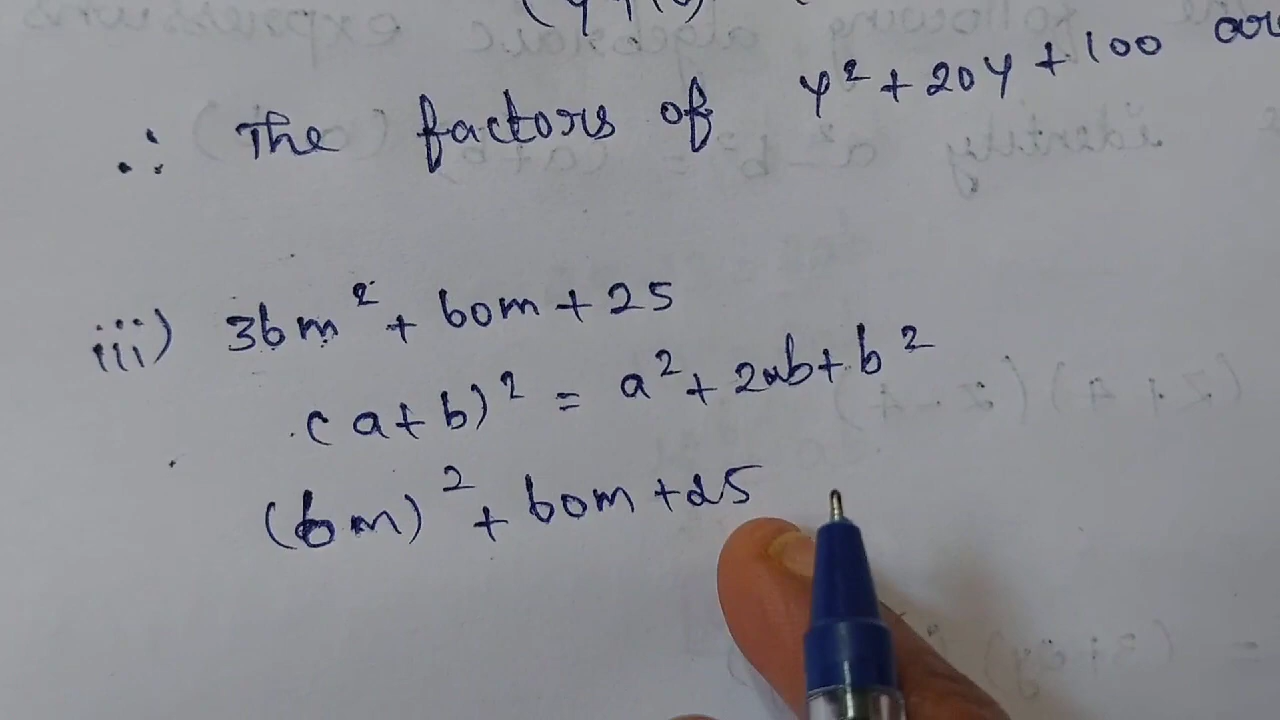 ∴ The factors of y² + 20y + 100 are
iii) 36m² + 60m + 25
(a+b)² = a² + 2ab + b²
(6m)² + 60m + 25